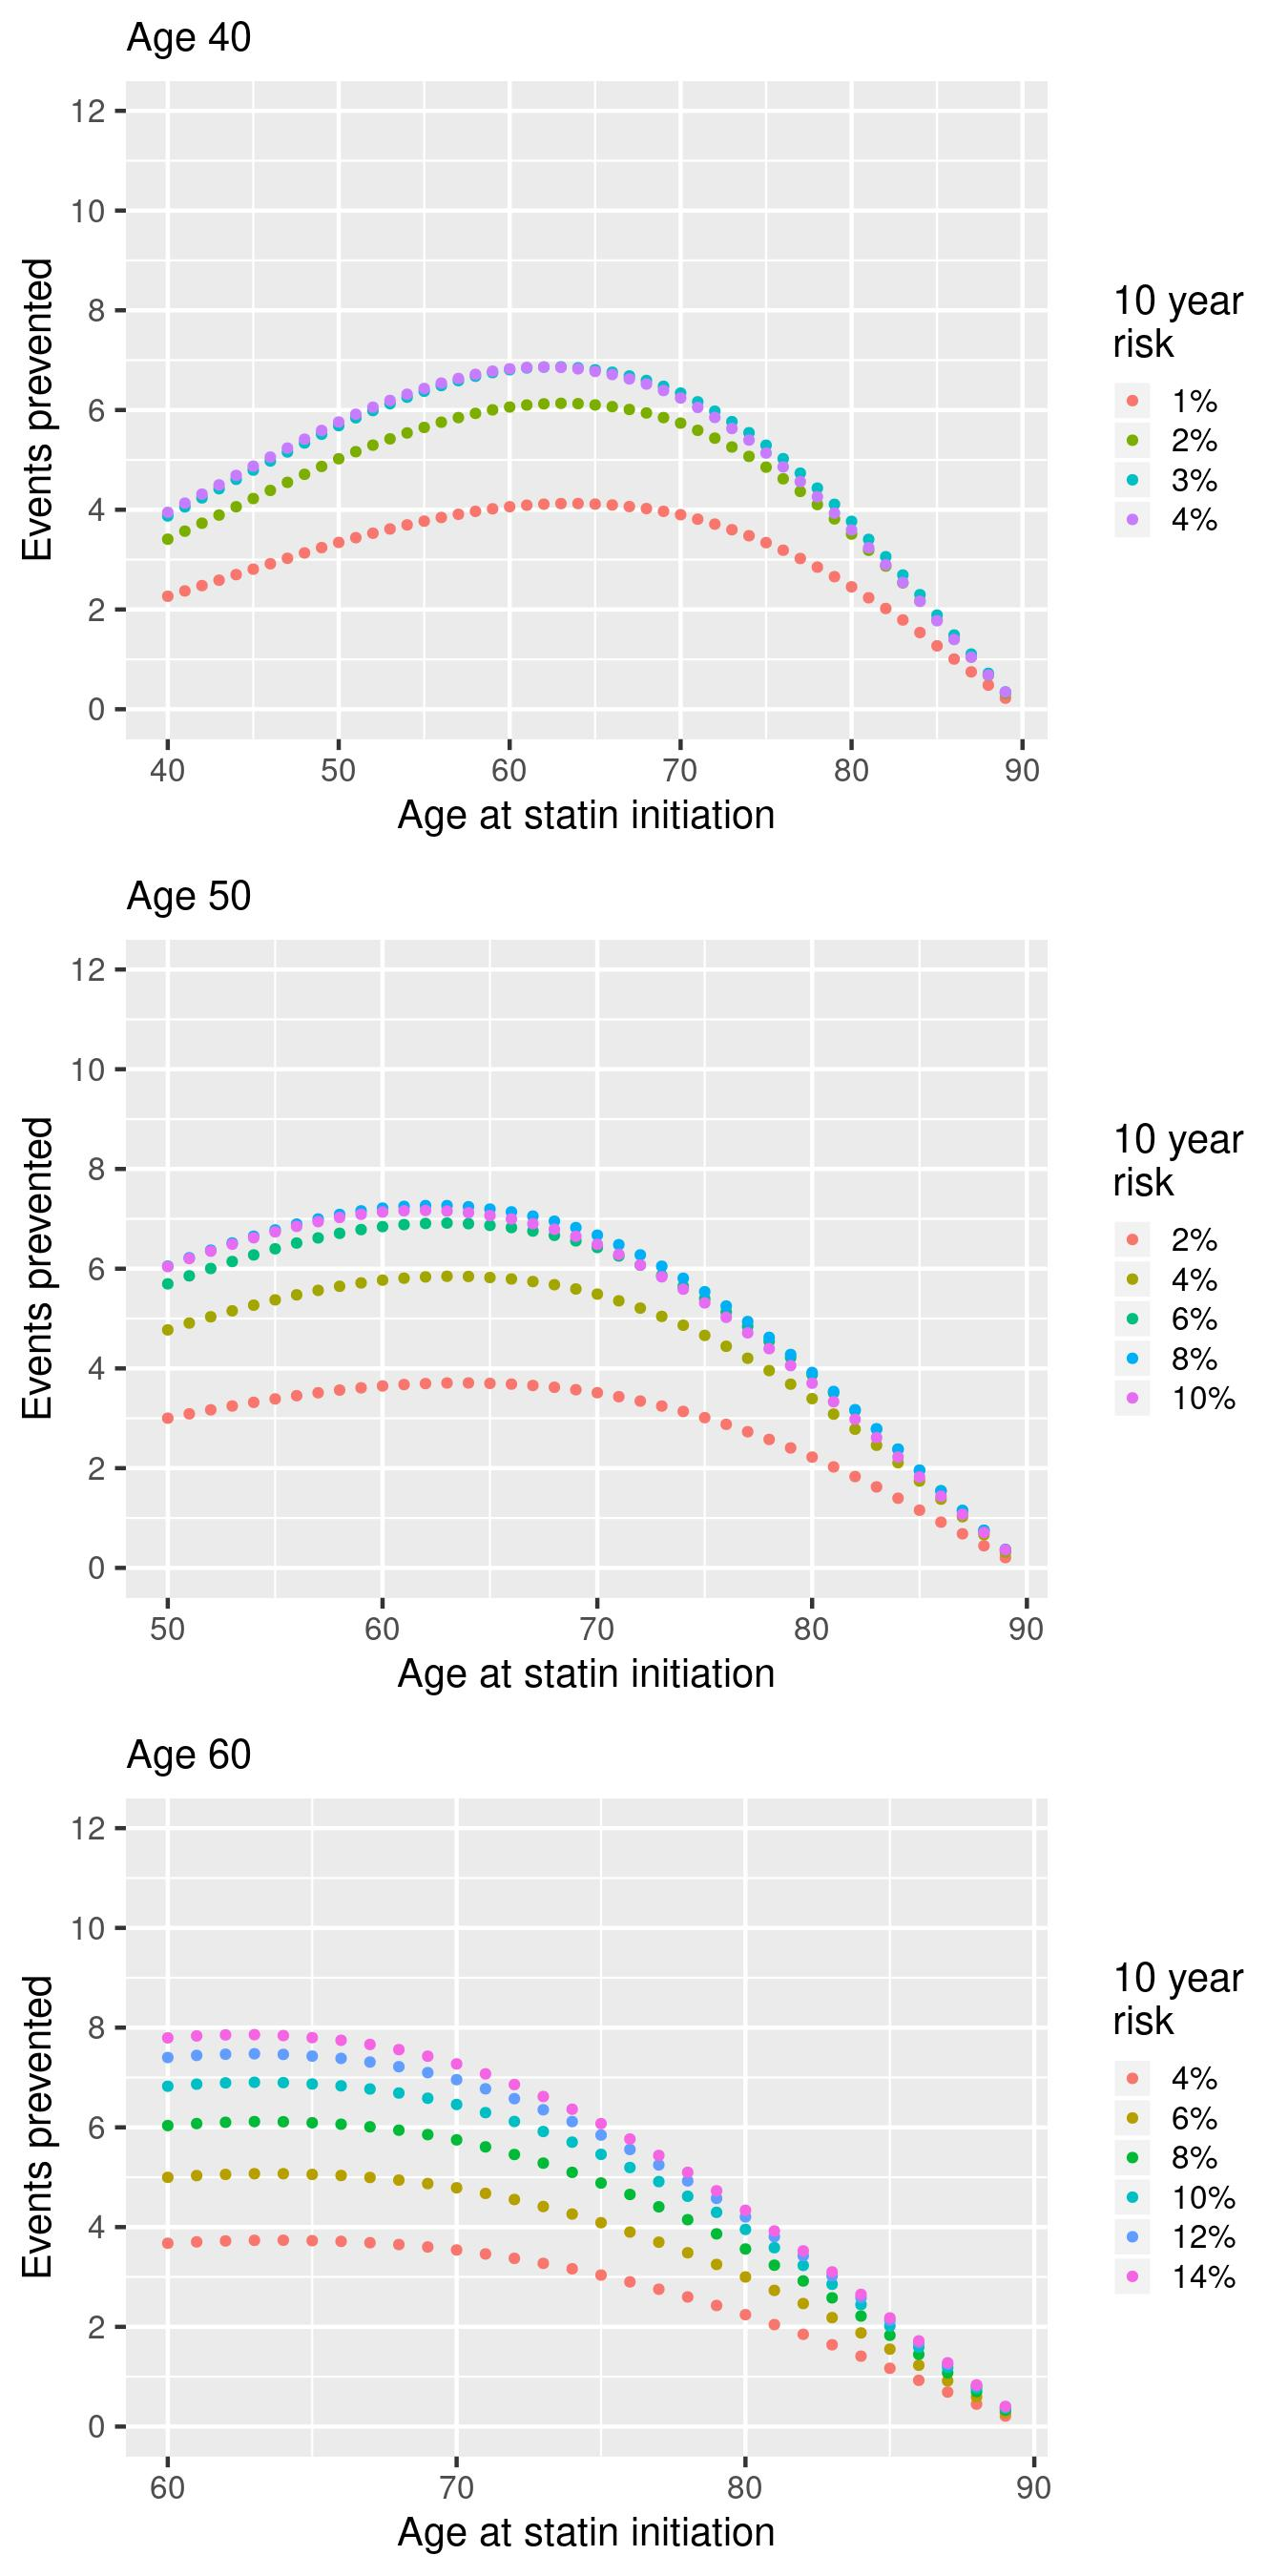 Age 40
12
10
8
6
4
2
0
Events prevented
40 50 60 70 80 90
Age at statin initiation
10 year
risk
1%
2%
3%
4%
Age 50
12
10
8
6
4
2
0
Events prevented
50 60 70 80 90
Age at statin initiation
10 year
risk
2%
4%
6%
8%
10%
Age 60
12
10
8
6
4
2
0
Events prevented
60 70 80 90
Age at statin initiation
10 year
risk
4%
6%
8%
10%
12%
14%